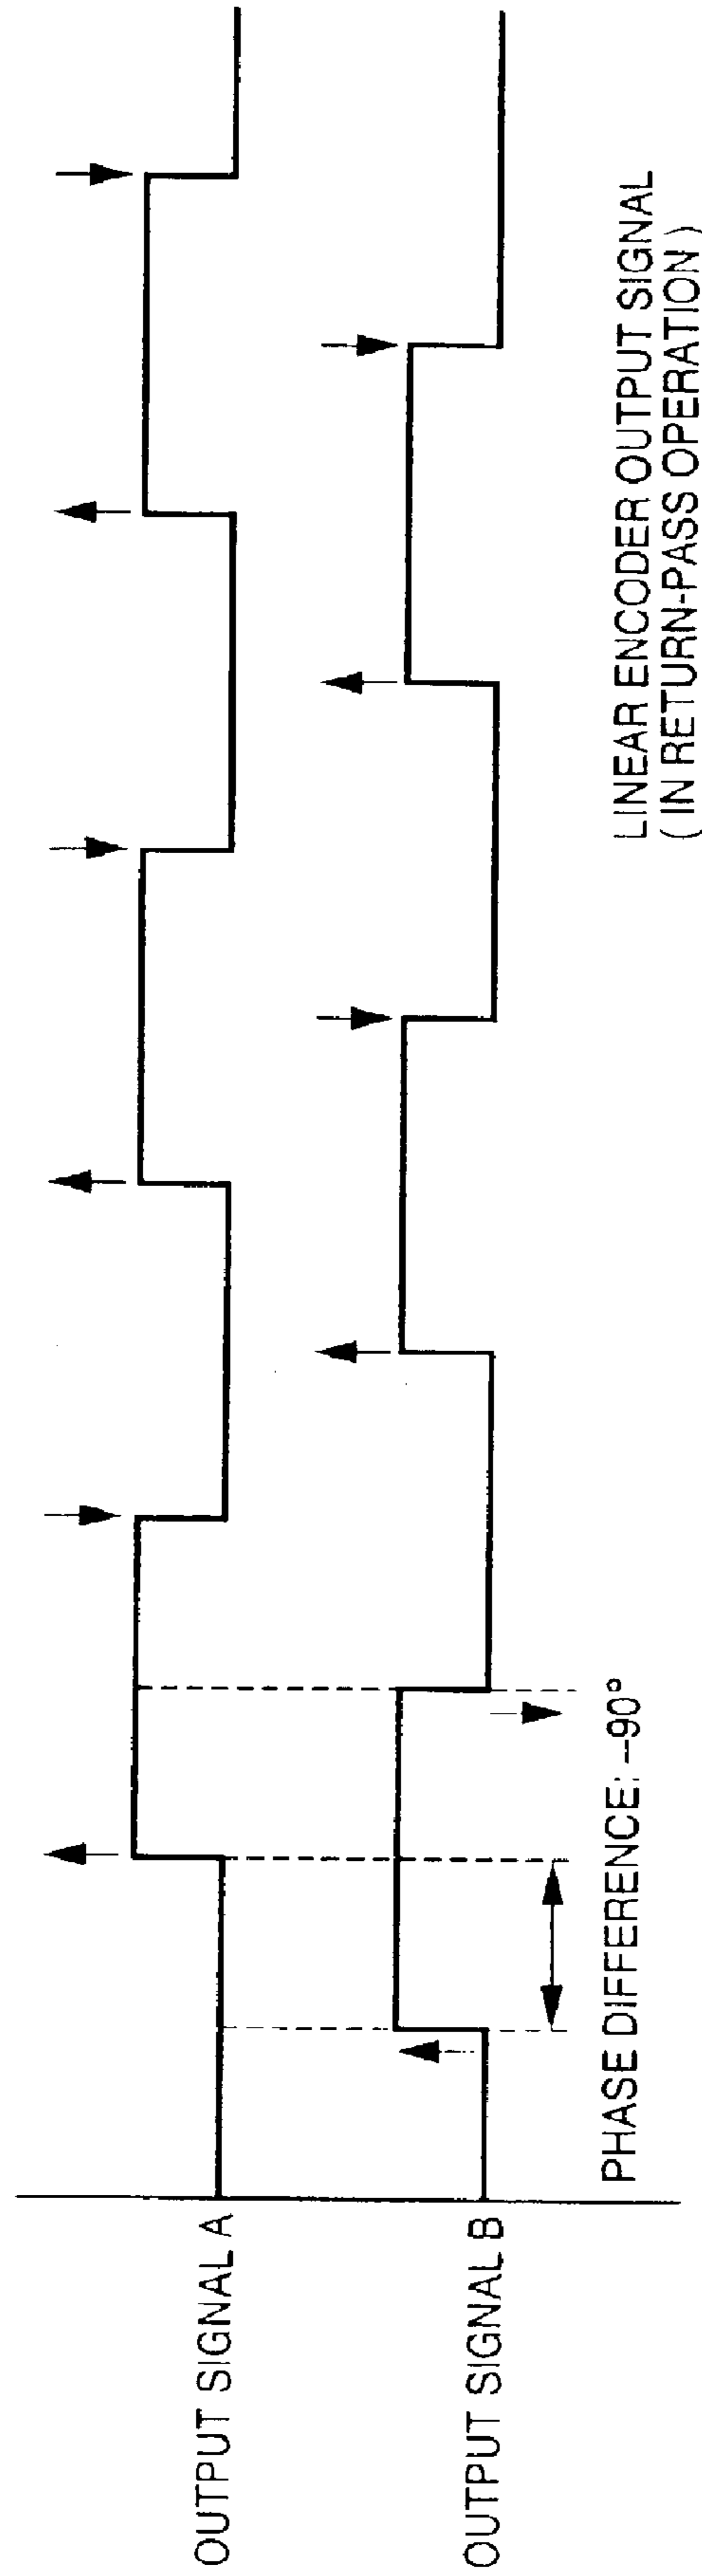 OUTPUT SIGNAL A
OUTPUT SIGNAL B
PHASE DIFFERENCE: –90°
LINEAR ENCODER OUTPUT SIGNAL
( IN RETURN-PASS OPERATION )